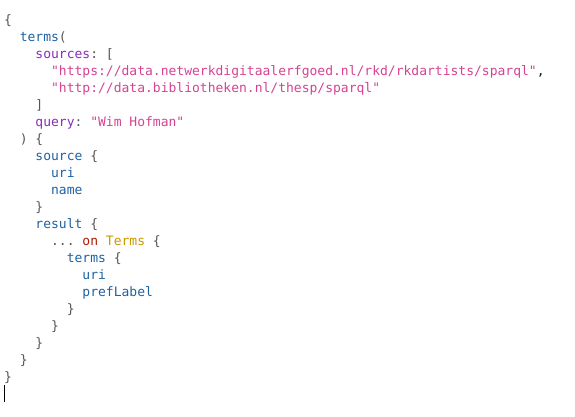 {
  terms(
    sources: [
      "https://data.netwerkdigitaalerfgoed.nl/rkd/rkdartists/sparql",
      "http://data.bibliotheken.nl/thesp/sparql"
    ]
    query: "Wim Hofman"
  ) {
    source {
      uri
      name
    }
    result {
      ... on Terms {
        terms {
          uri
          prefLabel
        }
      }
    }
  }
}